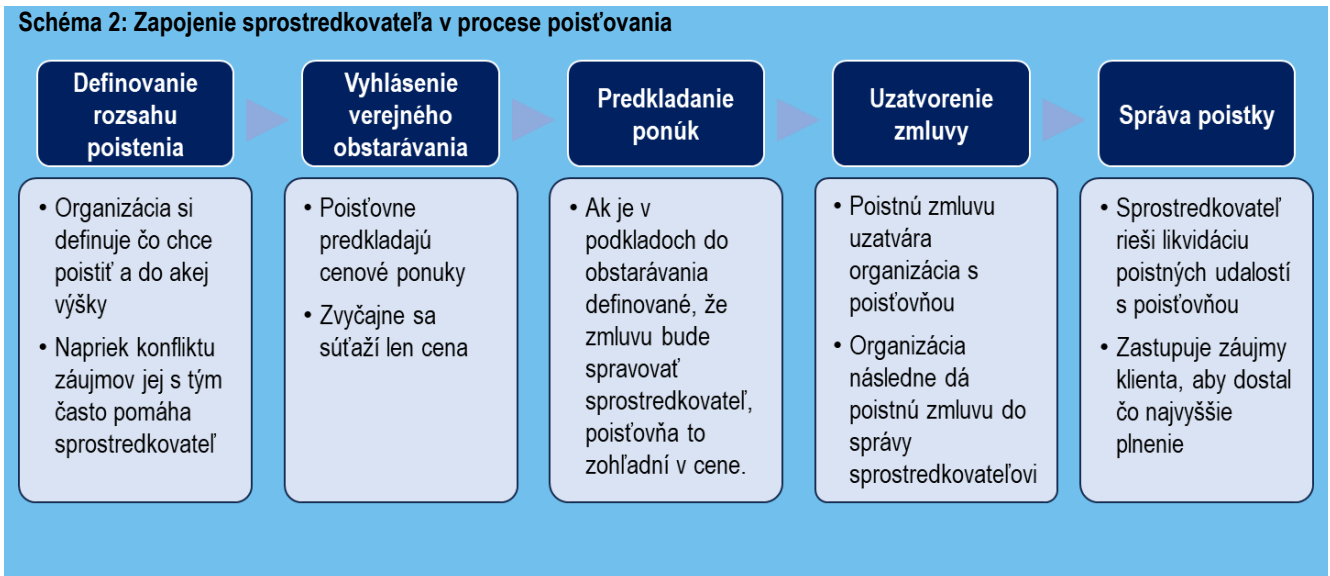 Schéma 2: Zapojenie sprostredkovateľa v procese poisťovania
Definovanie
rozsahu
poistenia
• Organizácia si
definuje čo chce
poistiť a do akej
výšky
• Napriek konfliktu
záujmov jej s tým
často pomáha
sprostredkovateľ
Vyhlásenie
verejného
obstarávania
• Poisťovne
predkladajú
cenové ponuky
• Zvyčajne sa
súťaží len cena
Predkladanie
ponúk
• Ak je v
podkladoch do
obstarávania
definované, že
zmluvu bude
spravovať
sprostredkovateľ,
poisťovňa to
zohľadní v cene.
Uzatvorenie
zmluvy
• Poistnú zmluvu
uzatvára
organizácia s
poisťovňou
• Organizácia
následne dá
poistnú zmluvu do
správy
sprostredkovateľovi
Správa poistky
• Sprostredkovateľ
rieši likvidáciu
poistných udalostí
s poisťovňou
• Zastupuje záujmy
klienta, aby dostal
čo najvyššie
plnenie